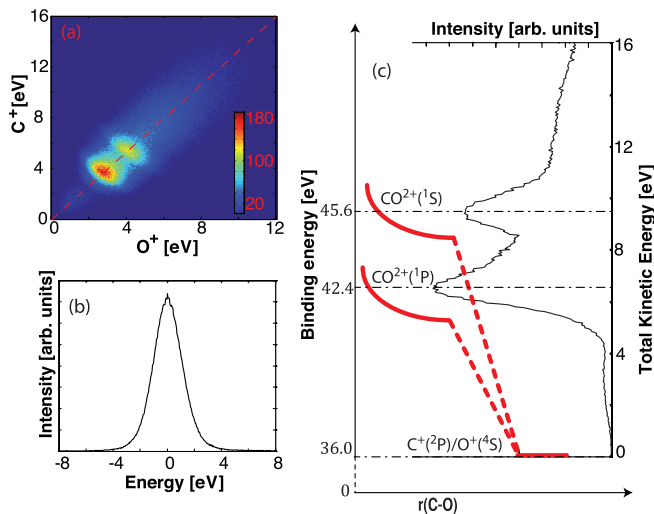 (a)
C⁺[eV]
16
12
8
4
0
180
100
20
0 4 8 12
O⁺ [eV]
(b)
Intensity [arb. units]
-8 -4 0 4 8
Energy [eV]
Intensity [arb. units]
(c)
Binding energy [eV]
45.6
42.4
36.0
0
CO²⁺(¹S)
CO²⁺(¹P)
C⁺(²P)/O⁺(⁴S)
r(C-O)
16
12
8
4
0
Total Kinetic Energy [eV]